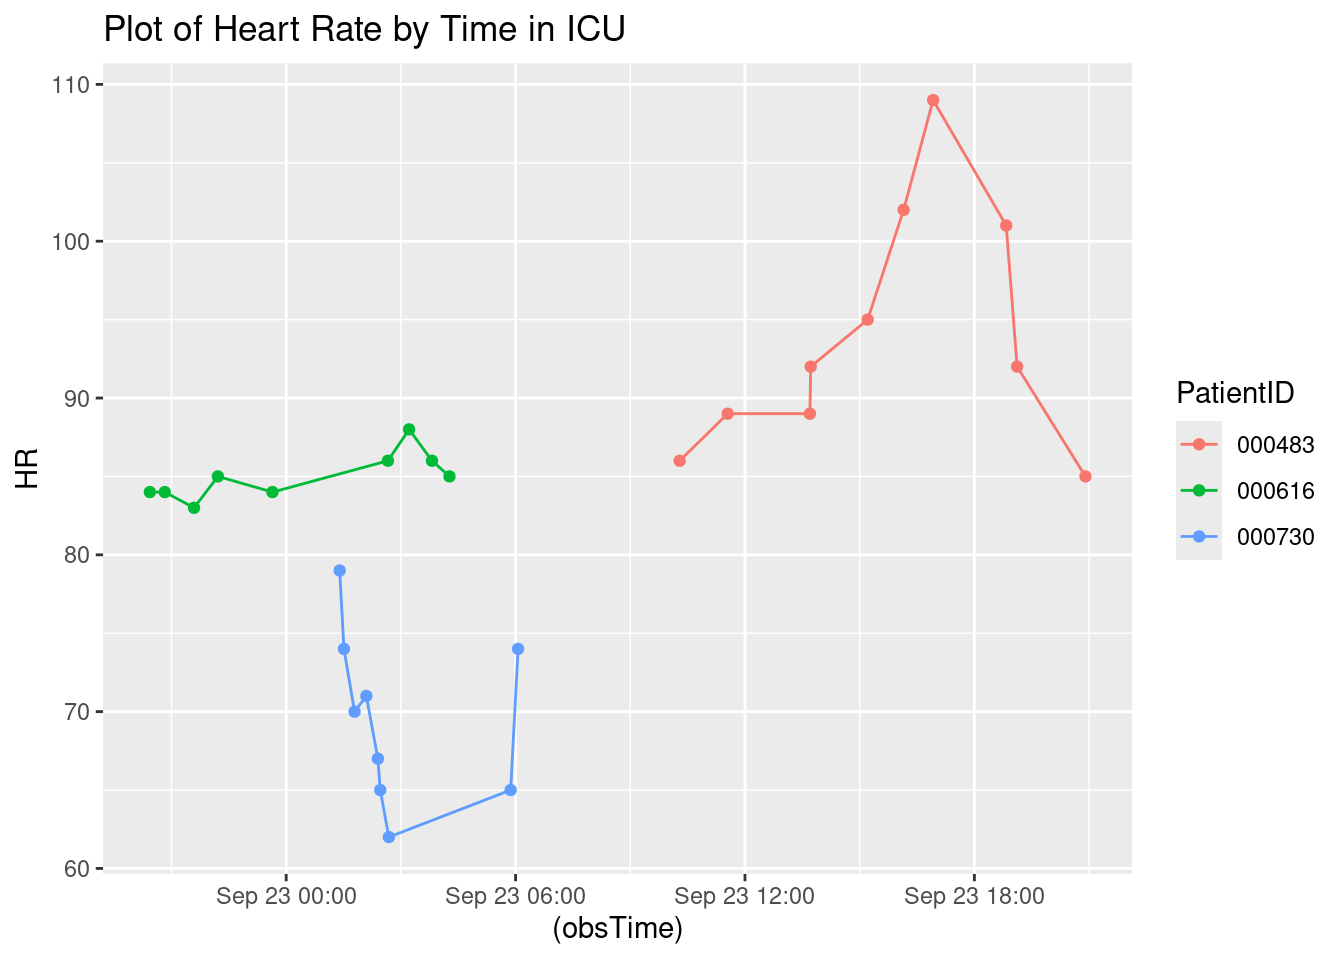 Plot of Heart Rate by Time in ICU
110
100
90
80
70
60
HR
Sep 23 00:00
Sep 23 06:00
Sep 23 12:00
Sep 23 18:00
(obsTime)
PatientID
000483
000616
000730